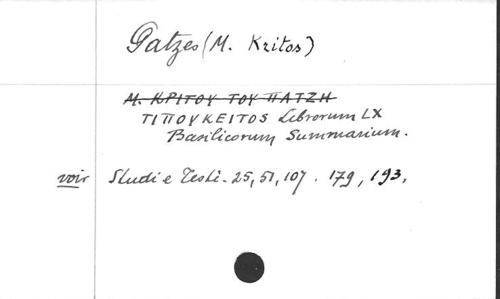 Patzes (M. Kritos)
Μ. ΚΡΙΤΟΥ ΤΟΥ ΠΑΤΖΗ
ΤΙΠΟΥΚΕΙΤΟΣ Librorum LX
Basilicorum Summarium.
voir Studi e Testi - 25, 51, 107. 179, 193.